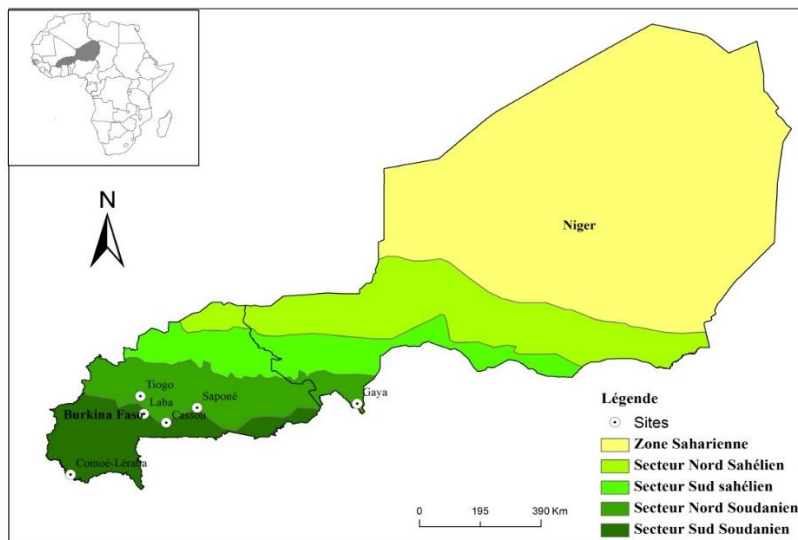 N
Niger
Tiogo
Laba
Saponé
Gaya
Burkina Faso
Cassou
Comoé-Léraba
Légende
Sites
Zone Saharienne
Secteur Nord Sahélien
Secteur Sud sahélien
Secteur Nord Soudanien
Secteur Sud Soudanien
0 195 390 Km